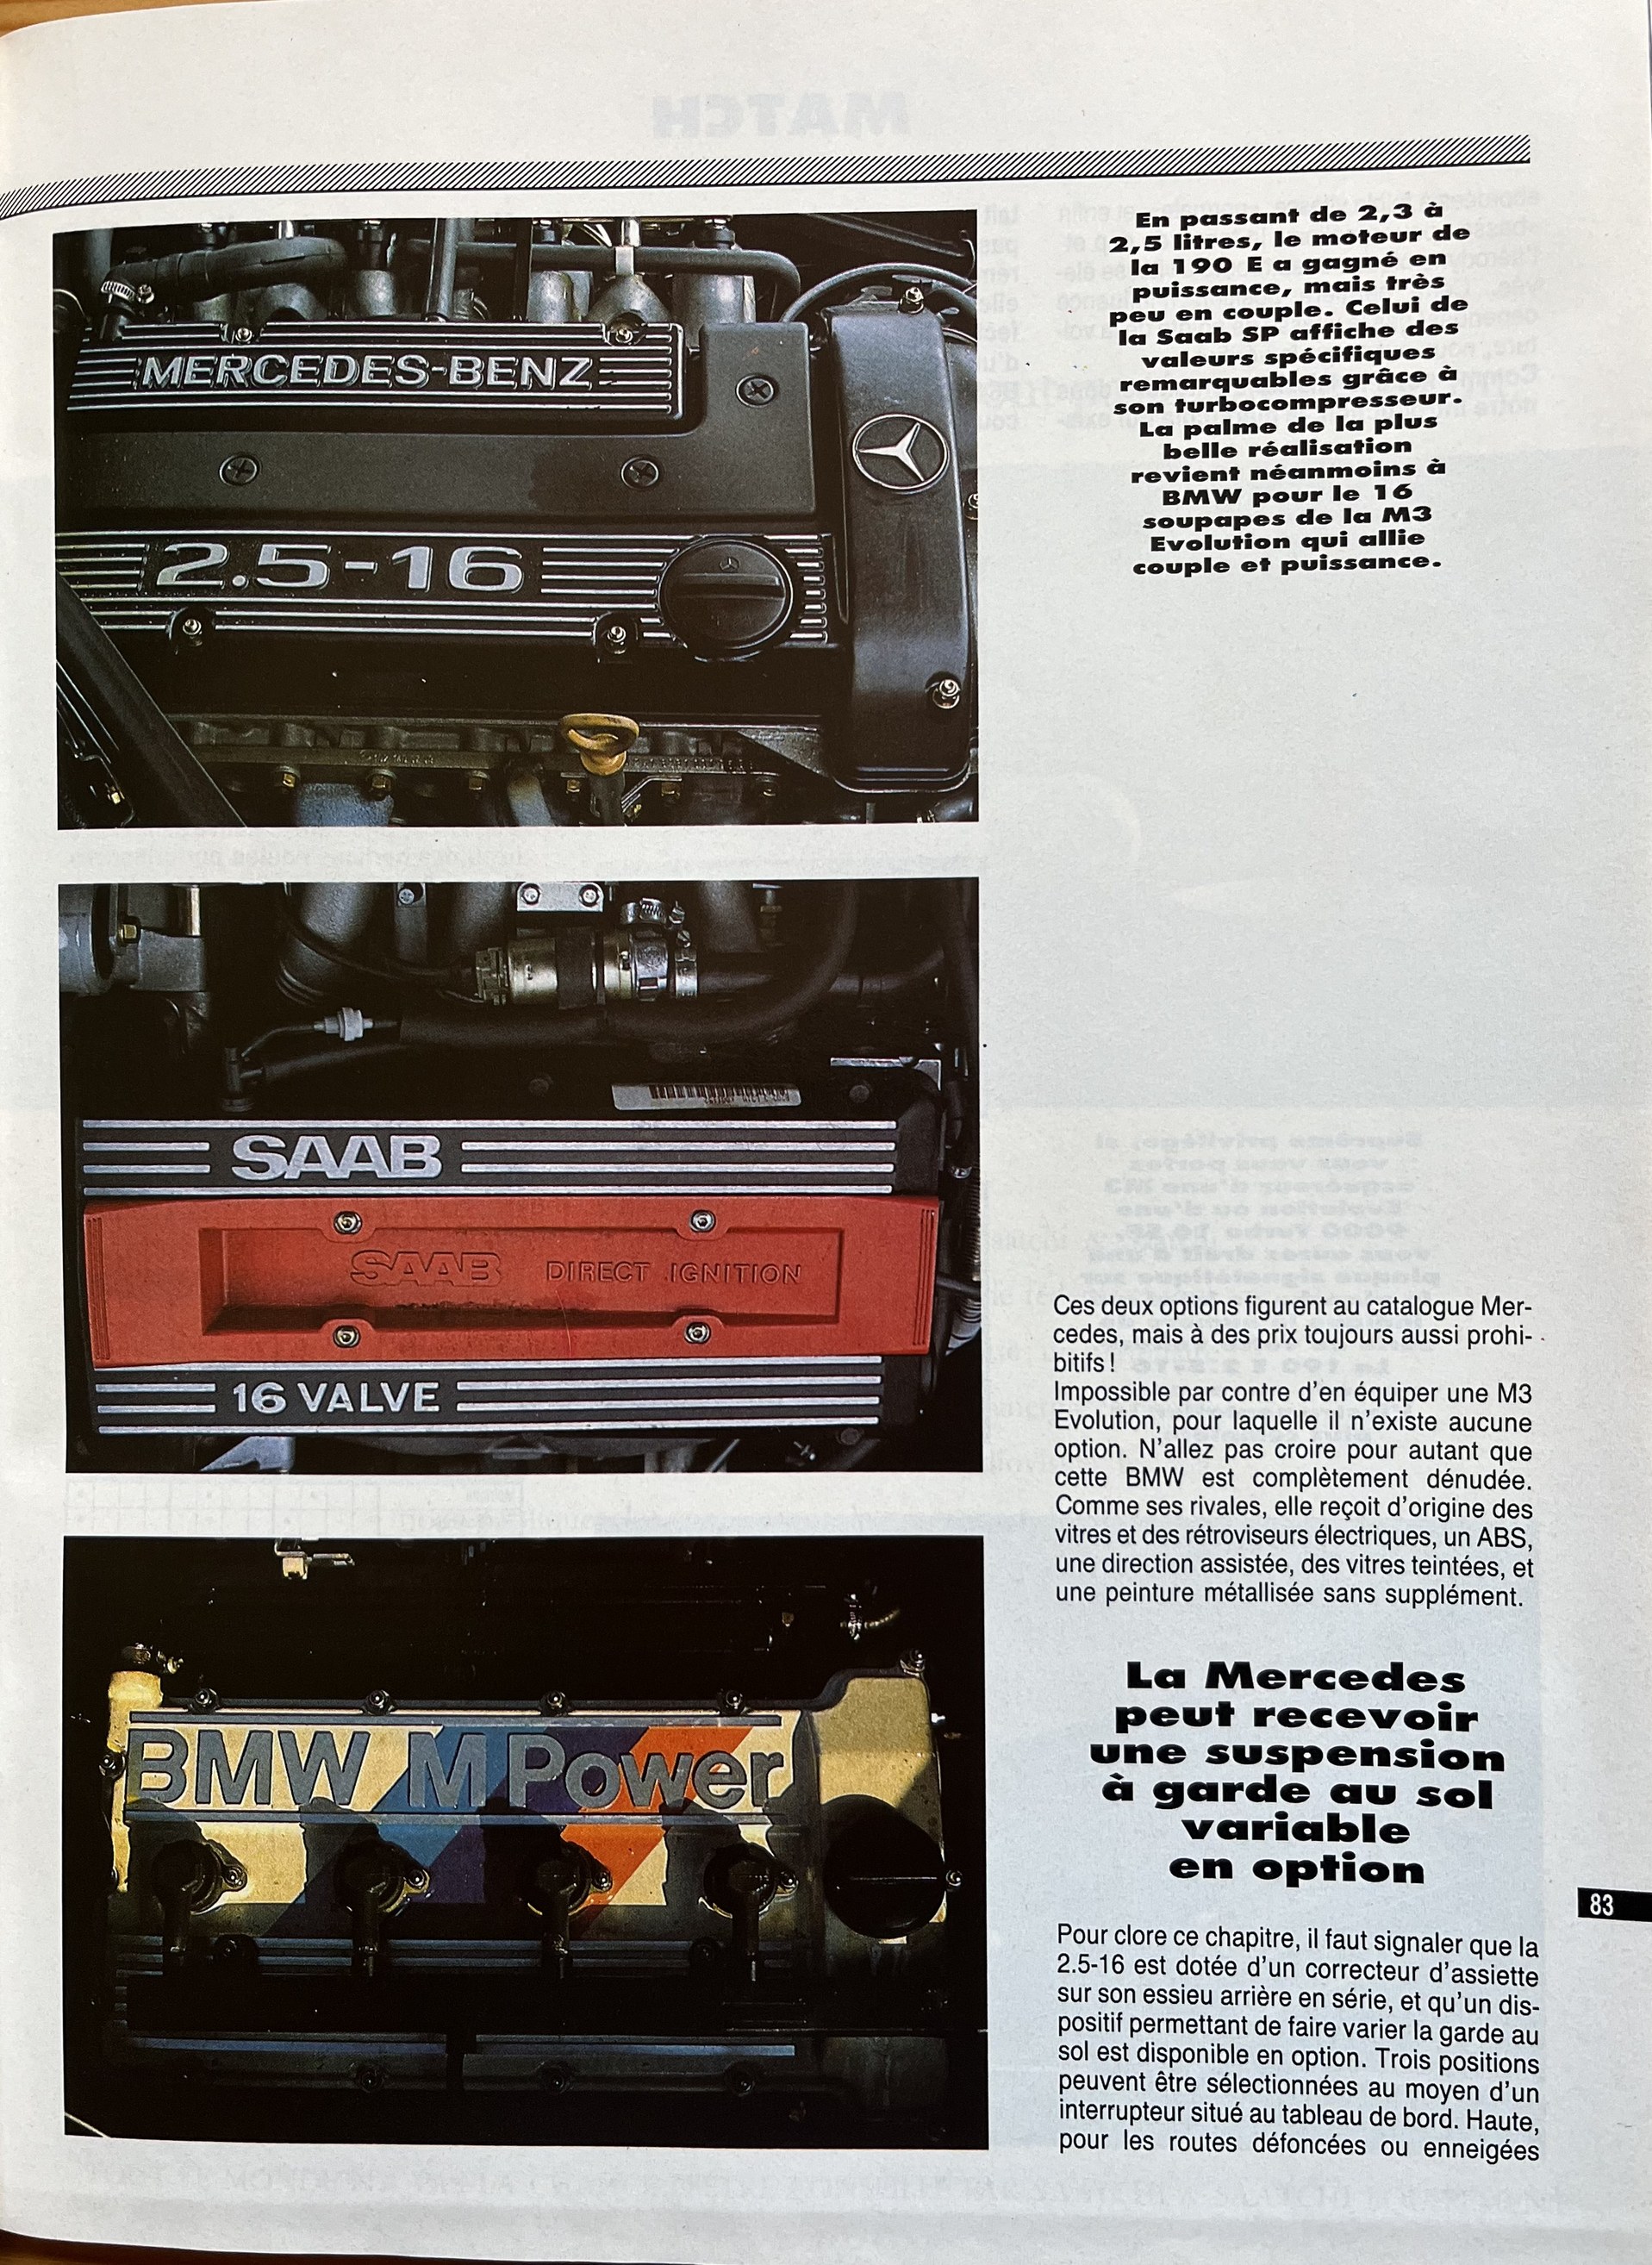 MERCEDES-BENZ
2.5-16
SAAB
SAAB DIRECT IGNITION
16 VALVE
BMW M Power
En passant de 2,3 à
2,5 litres, le moteur de
la 190 E a gagné en
puissance, mais très
peu en couple. Celui de
la Saab SP affiche des
valeurs spécifiques
remarquables grâce à
son turbocompresseur.
La palme de la plus
belle réalisation
revient néanmoins à
BMW pour le 16
soupapes de la M3
Evolution qui allie
couple et puissance.
Ces deux options figurent au catalogue Mer-
cedes, mais à des prix toujours aussi prohi-
bitifs !
Impossible par contre d'en équiper une M3
Evolution, pour laquelle il n'existe aucune
option. N'allez pas croire pour autant que
cette BMW est complètement dénudée.
Comme ses rivales, elle reçoit d'origine des
vitres et des rétroviseurs électriques, un ABS,
une direction assistée, des vitres teintées, et
une peinture métallisée sans supplément.
La Mercedes
peut recevoir
une suspension
à garde au sol
variable
en option
Pour clore ce chapitre, il faut signaler que la
2.5-16 est dotée d'un correcteur d'assiette
sur son essieu arrière en série, et qu'un dis-
positif permettant de faire varier la garde au
sol est disponible en option. Trois positions
peuvent être sélectionnées au moyen d'un
interrupteur situé au tableau de bord. Haute,
pour les routes défoncées ou enneigées
83